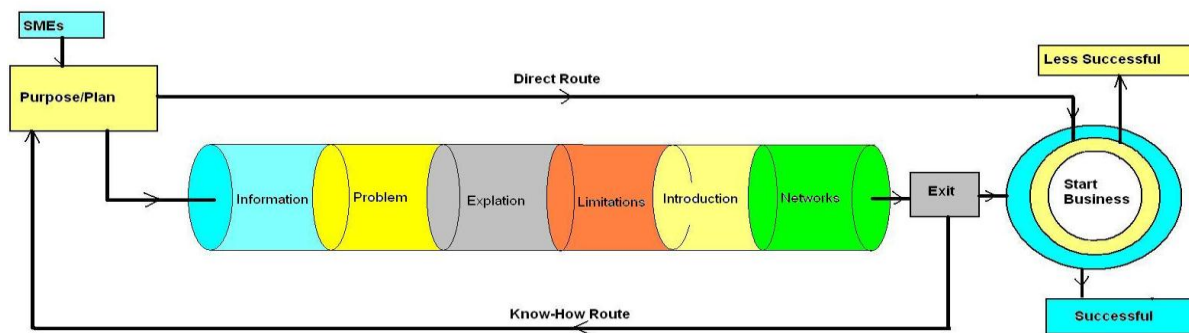 SMEs
Purpose/Plan
Direct Route
Less Successful
Information
Problem
Explation
Limitations
Introduction
Networks
Exit
Start
Business
Know-How Route
Successful